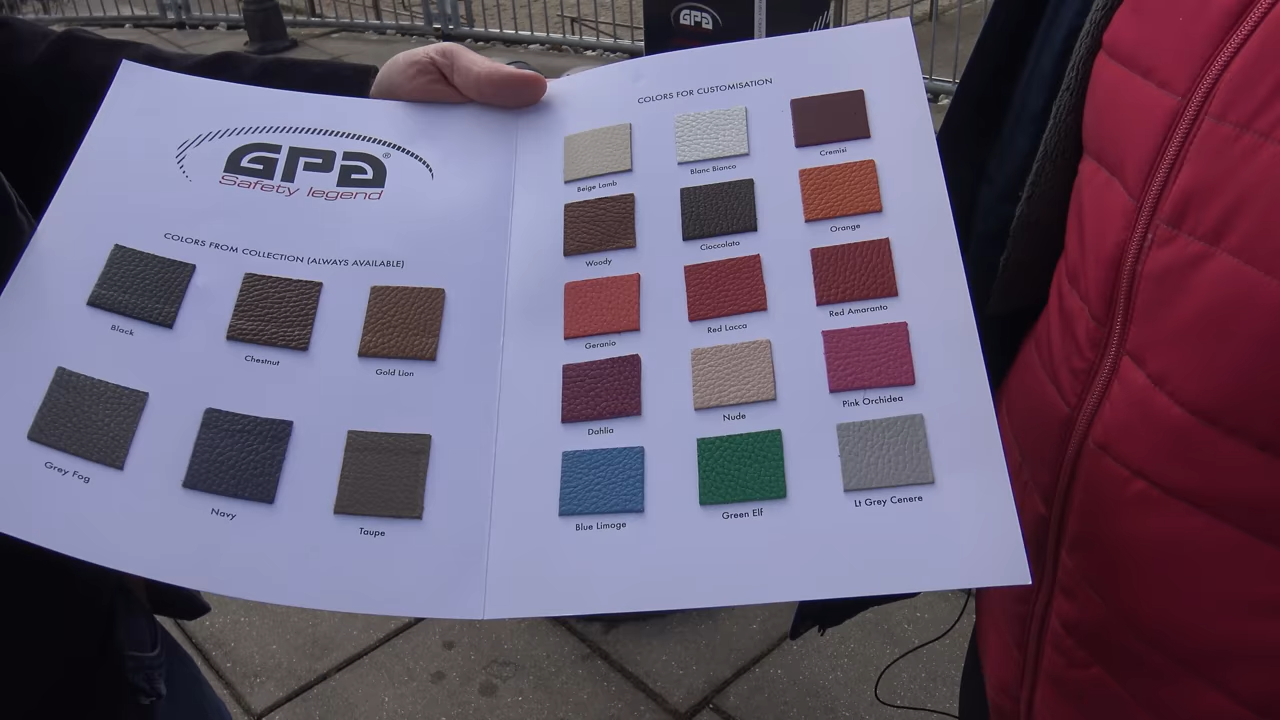 GPA
GPA®
Safety legend
COLORS FROM COLLECTION (ALWAYS AVAILABLE)
Black
Chestnut
Gold Lion
Grey Fog
Navy
Taupe
COLORS FOR CUSTOMISATION
Beige Lamb
Blanc Bianco
Cremisi
Woody
Cioccolato
Orange
Geranio
Red Lacca
Red Amaranto
Dahlia
Nude
Pink Orchidea
Blue Limoge
Green Elf
Lt Grey Cenere